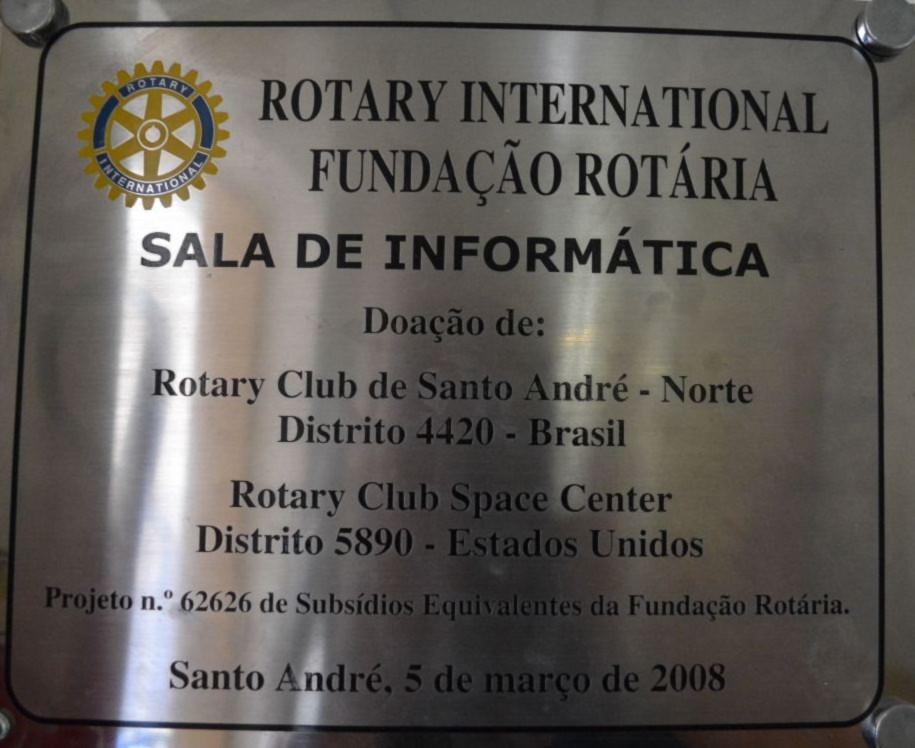 ROTARY
INTERNATIONAL
ROTARY INTERNATIONAL
FUNDAÇÃO ROTÁRIA
SALA DE INFORMÁTICA
Doação de:
Rotary Club de Santo André - Norte
Distrito 4420 - Brasil
Rotary Club Space Center
Distrito 5890 - Estados Unidos
Projeto n.º 62626 de Subsídios Equivalentes da Fundação Rotária.
Santo André, 5 de março de 2008